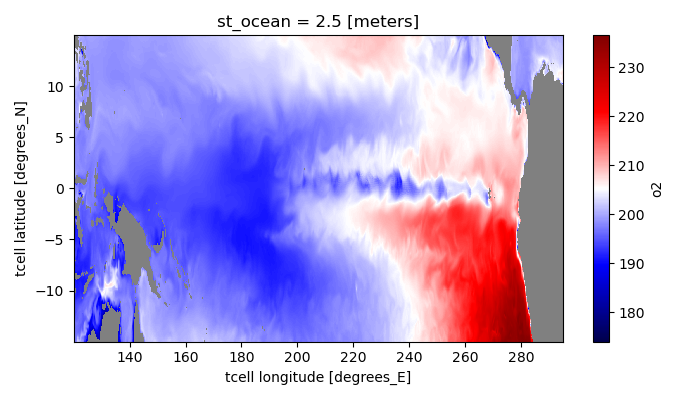 st_ocean = 2.5 [meters]
10
5
0
−5
−10
tcell latitude [degrees_N]
140 160 180 200 220 240 260 280
tcell longitude [degrees_E]
230
220
210
200
190
180
o2